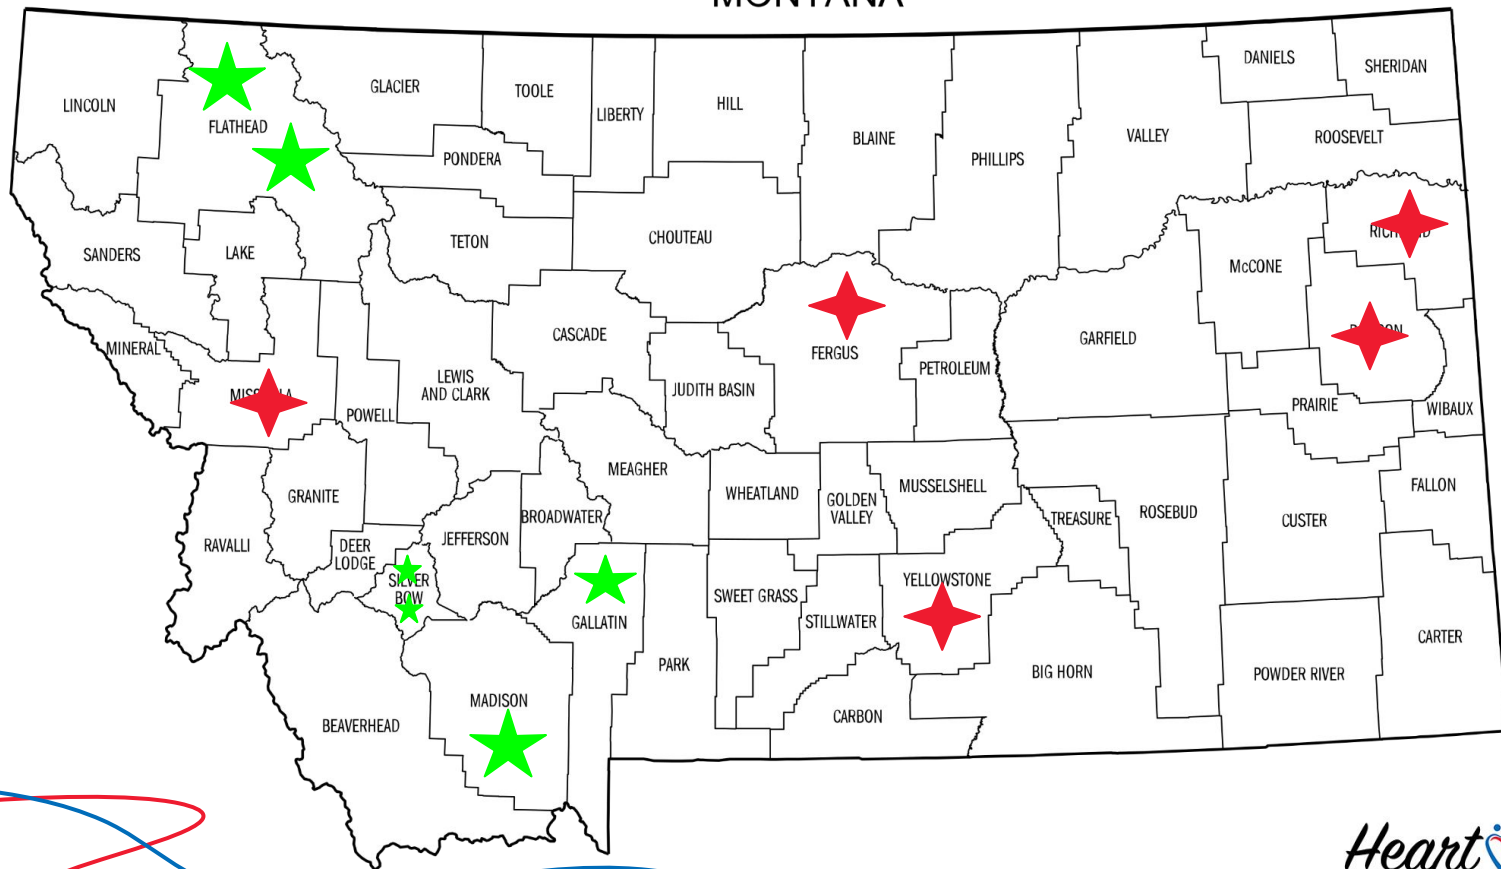 MONTANA
DANIELS
SHERIDAN
GLACIER
TOOLE
LINCOLN
LIBERTY
HILL
FLATHEAD
BLAINE
VALLEY
ROOSEVELT
PONDERA
PHILLIPS
TETON
CHOUTEAU
SANDERS
LAKE
McCONE
CASCADE
GARFIELD
MINERAL
FERGUS
PETROLEUM
LEWIS
AND CLARK
JUDITH BASIN
POWELL
PRAIRIE
WIBAUX
MEAGHER
GRANITE
WHEATLAND
GOLDEN
VALLEY
MUSSELSHELL
FALLON
BROADWATER
TREASURE
ROSEBUD
CUSTER
RAVALLI
DEER
LODGE
JEFFERSON
SILVER
BOW
YELLOWSTONE
SWEET GRASS
STILLWATER
GALLATIN
CARTER
PARK
BIG HORN
POWDER RIVER
MADISON
BEAVERHEAD
CARBON
Heart